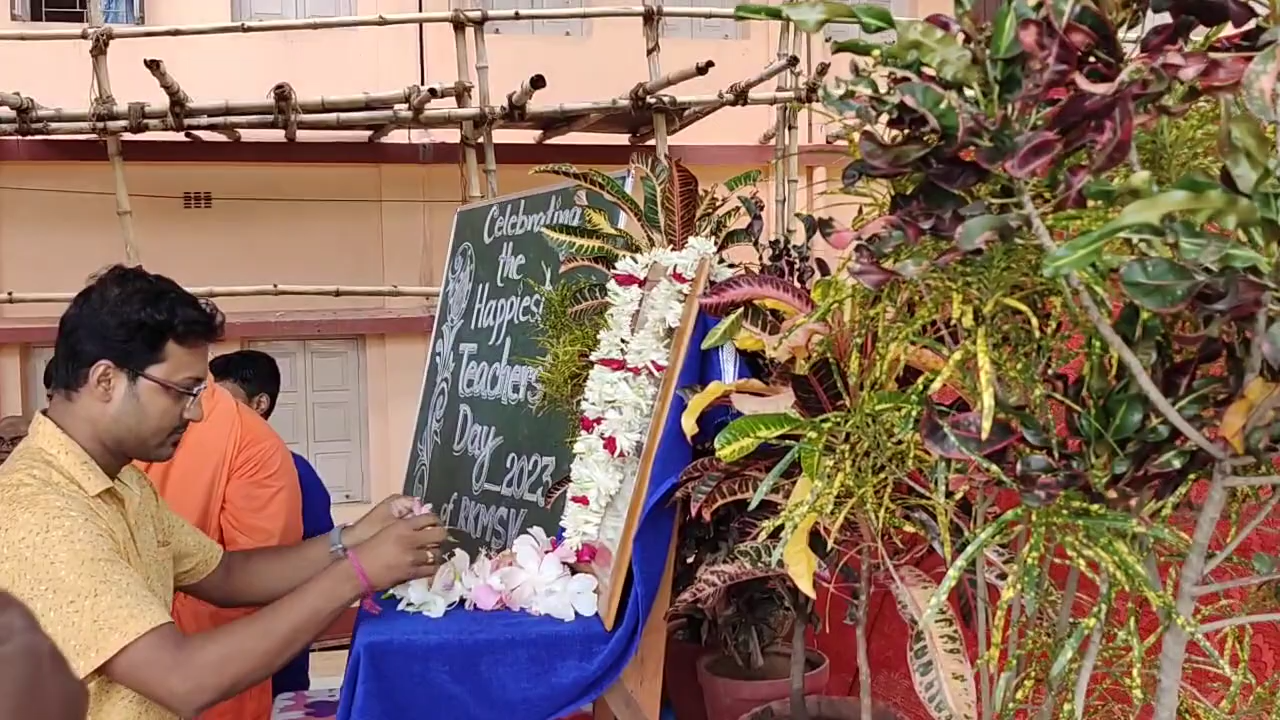 Celebrating
the
Happiest
Teachers
Day_2023
of RKMSV